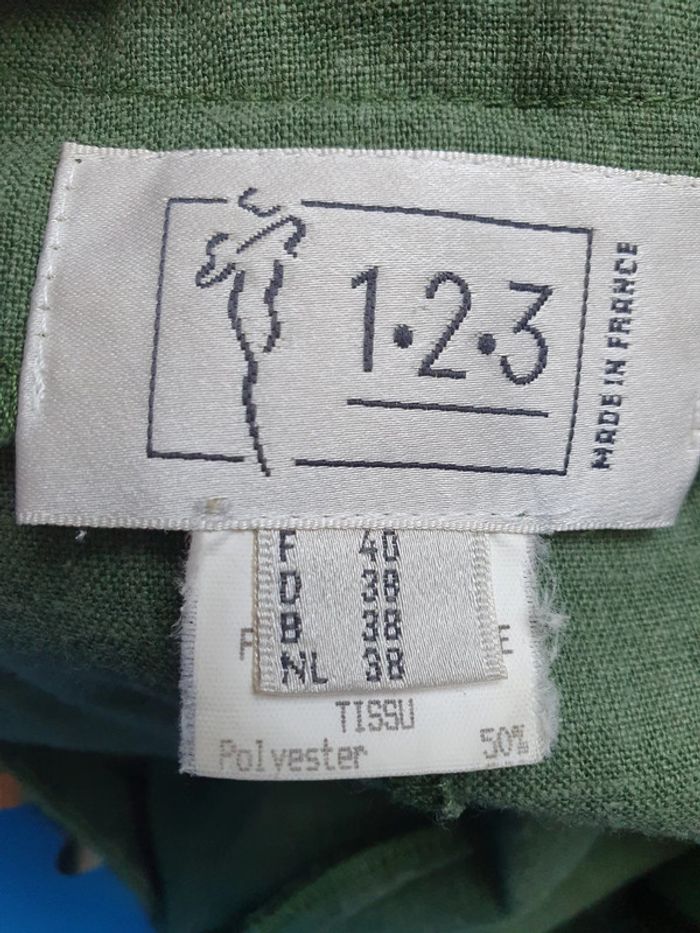 1·2·3
MADE IN FRANCE
F 40
D 38
B 38
NL 38
TISSU
Polyester 50%